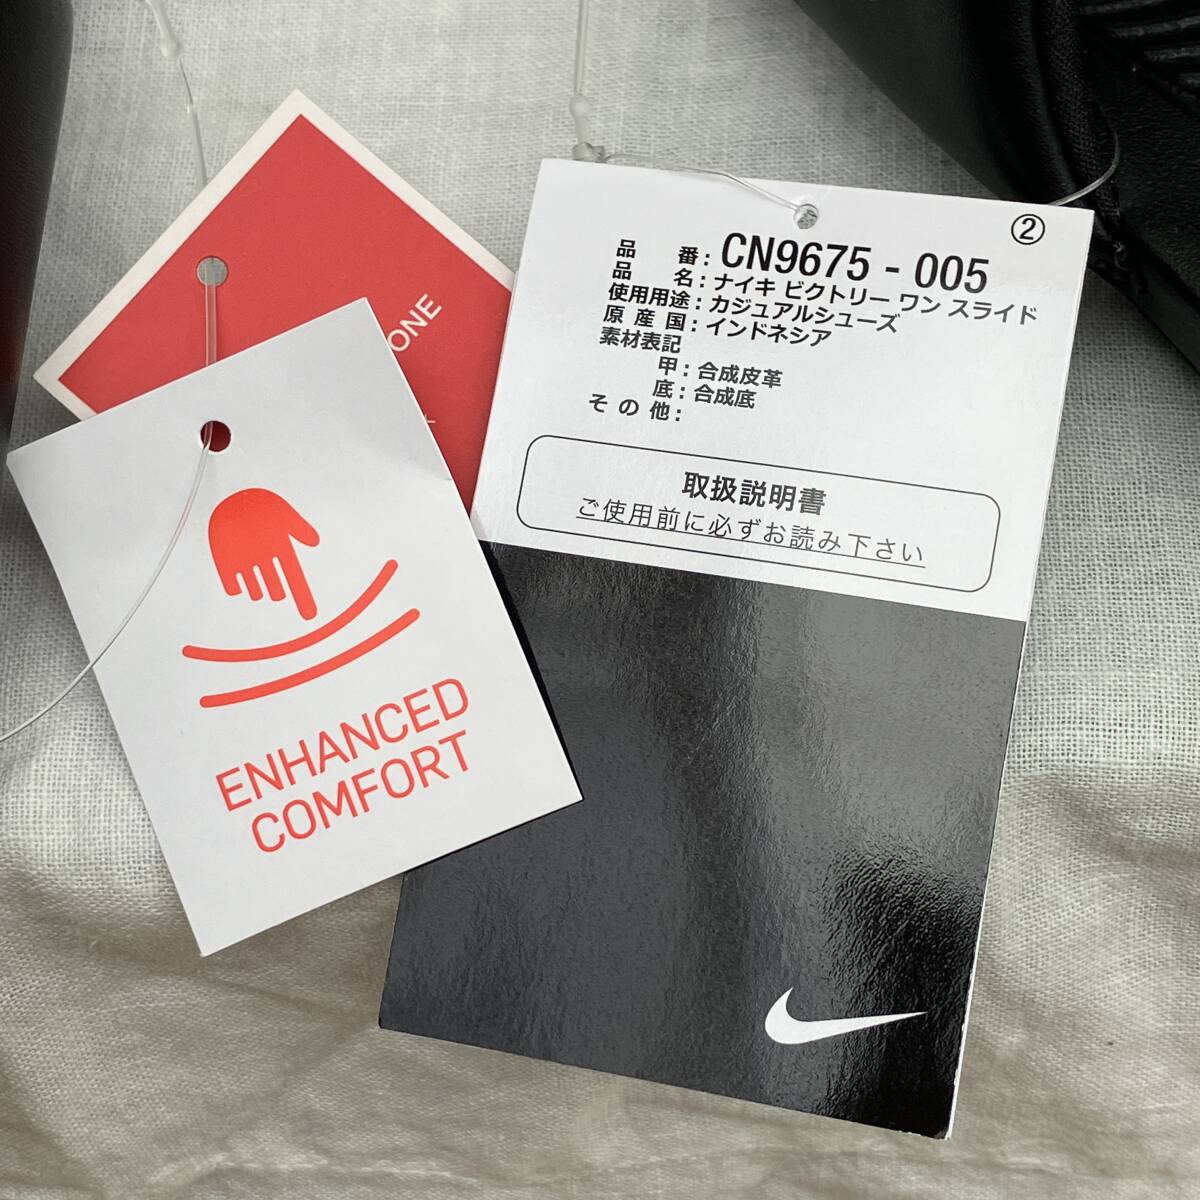 ②
品 番: CN9675 - 005
品 名: ナイキ ビクトリー ワン スライド
使用用途: カジュアルシューズ
原 産 国: インドネシア
素材表記
甲: 合成皮革
底: 合成底
そ の 他:
取扱説明書
ご使用前に必ずお読み下さい
ONE
ENHANCED
COMFORT